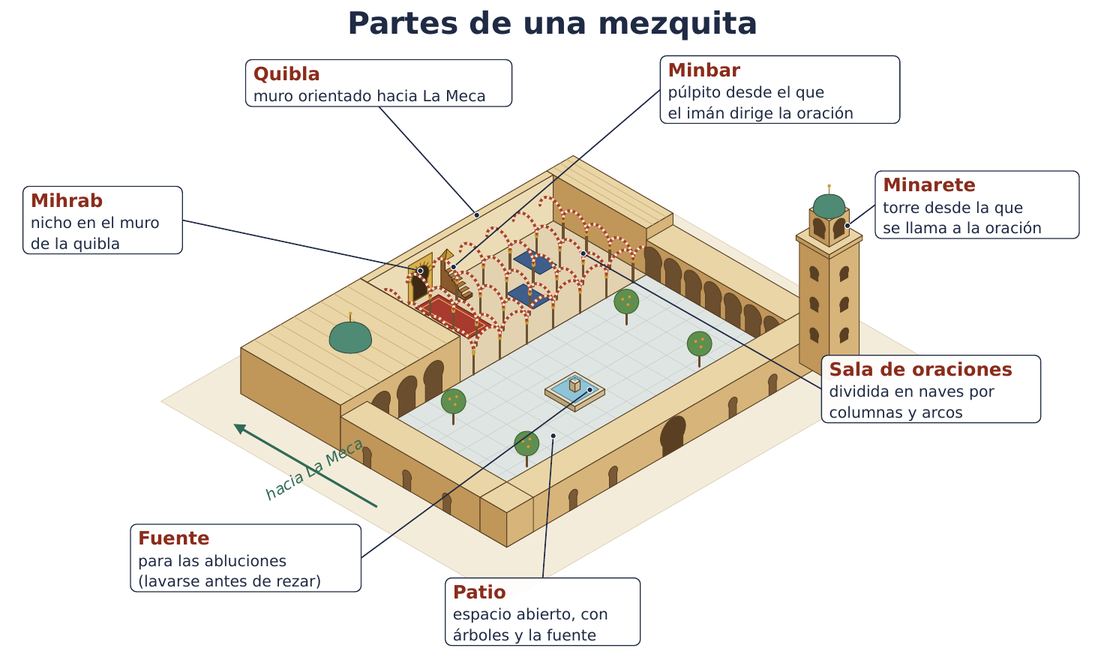 Partes de una mezquita
Quibla
muro orientado hacia La Meca
Minbar
púlpito desde el que
el imán dirige la oración
Mihrab
nicho en el muro
de la quibla
Minarete
torre desde la que
se llama a la oración
Sala de oraciones
dividida en naves por
columnas y arcos
hacia La Meca
Fuente
para las abluciones
(lavarse antes de rezar)
Patio
espacio abierto, con
árboles y la fuente